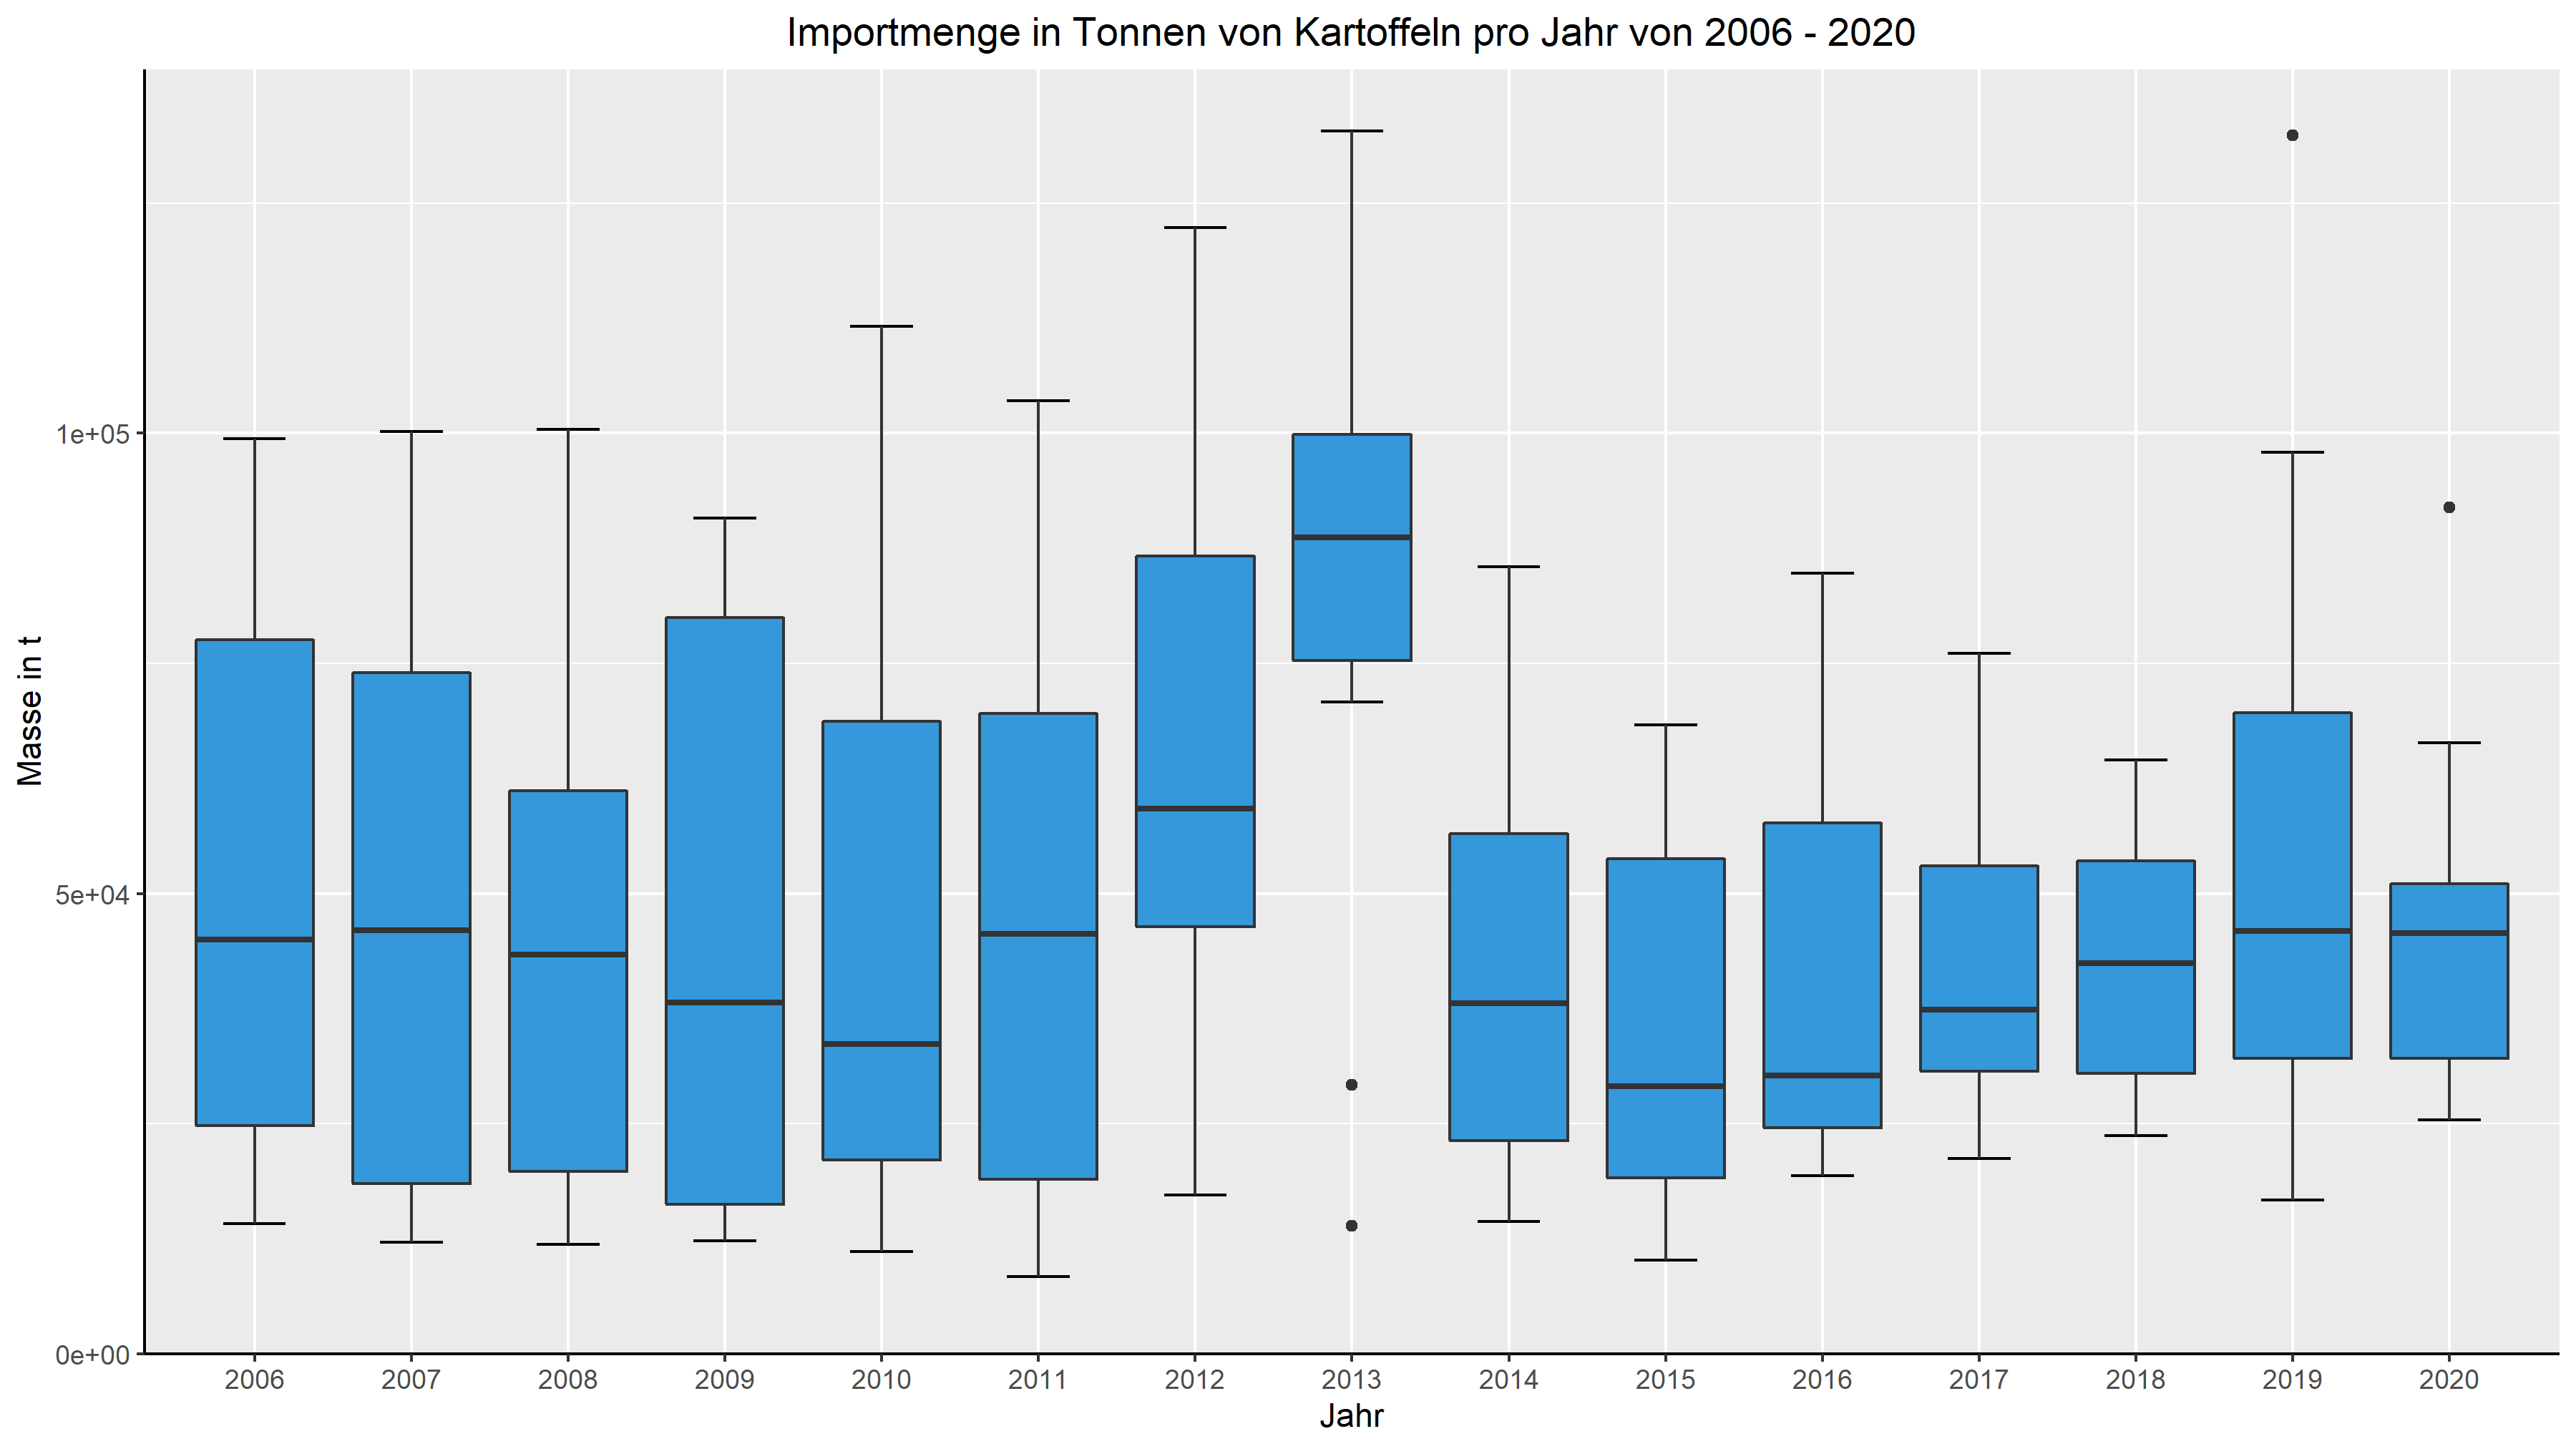 Importmenge in Tonnen von Kartoffeln pro Jahr von 2006 - 2020
Masse in t
1e+05
5e+04
0e+00
2006 2007 2008 2009 2010 2011 2012 2013 2014 2015 2016 2017 2018 2019 2020
Jahr